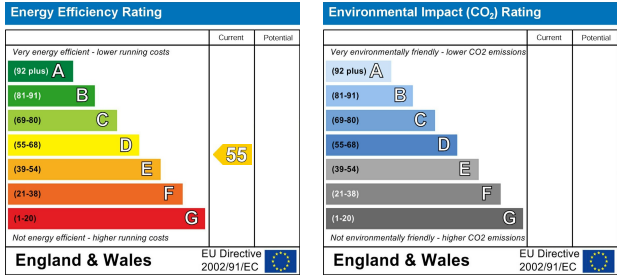 Energy Efficiency Rating
Current Potential
Very energy efficient - lower running costs
(92 plus) A
(81-91) B
(69-80) C
(55-68) D
55
(39-54) E
(21-38) F
(1-20) G
Not energy efficient - higher running costs
England & Wales
EU Directive
2002/91/EC
Environmental Impact (CO2) Rating
Current Potential
Very environmentally friendly - lower CO2 emissions
(92 plus) A
(81-91) B
(69-80) C
(55-68) D
(39-54) E
(21-38) F
(1-20) G
Not environmentally friendly - higher CO2 emissions
England & Wales
EU Directive
2002/91/EC